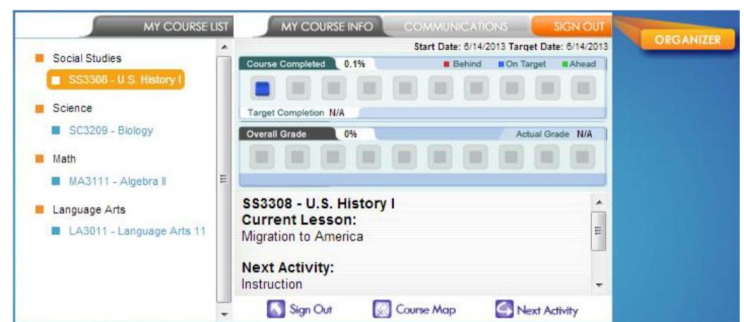 MY COURSE LIST
MY COURSE INFO
COMMUNICATIONS
SIGN OUT
ORGANIZER
Social Studies
SS3308 - U.S. History I
Science
SC3209 - Biology
Math
MA3111 - Algebra II
Language Arts
LA3011 - Language Arts 11
Start Date: 6/14/2013 Target Date: 6/14/2013
Course Completed 0.1% Behind On Target Ahead
Target Completion N/A
Overall Grade 0% Actual Grade N/A
SS3308 - U.S. History I
Current Lesson:
Migration to America
Next Activity:
Instruction
Sign Out Course Map Next Activity